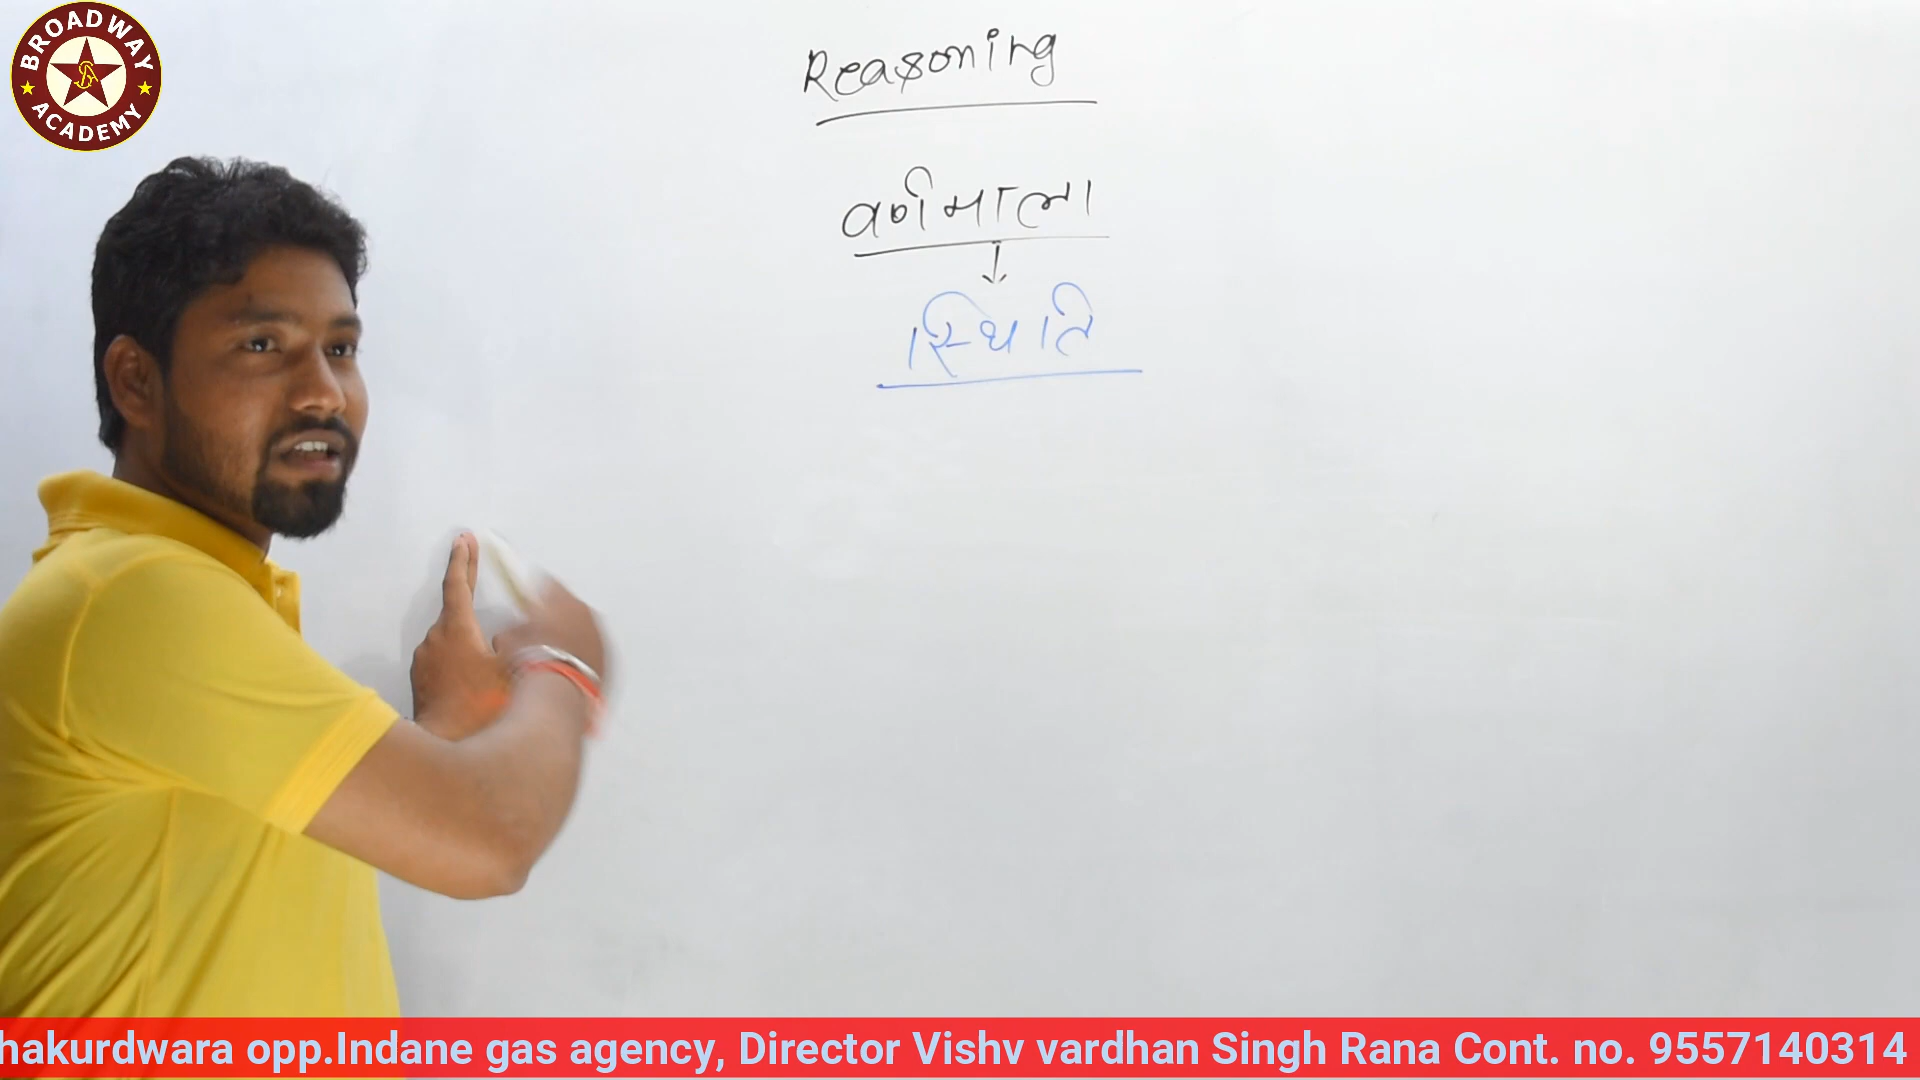 BROADWAY
ACADEMY
Reasoning
वर्णमाला
स्थिति
hakurdwara opp.Indane gas agency, Director Vishv vardhan Singh Rana Cont. no. 9557140314